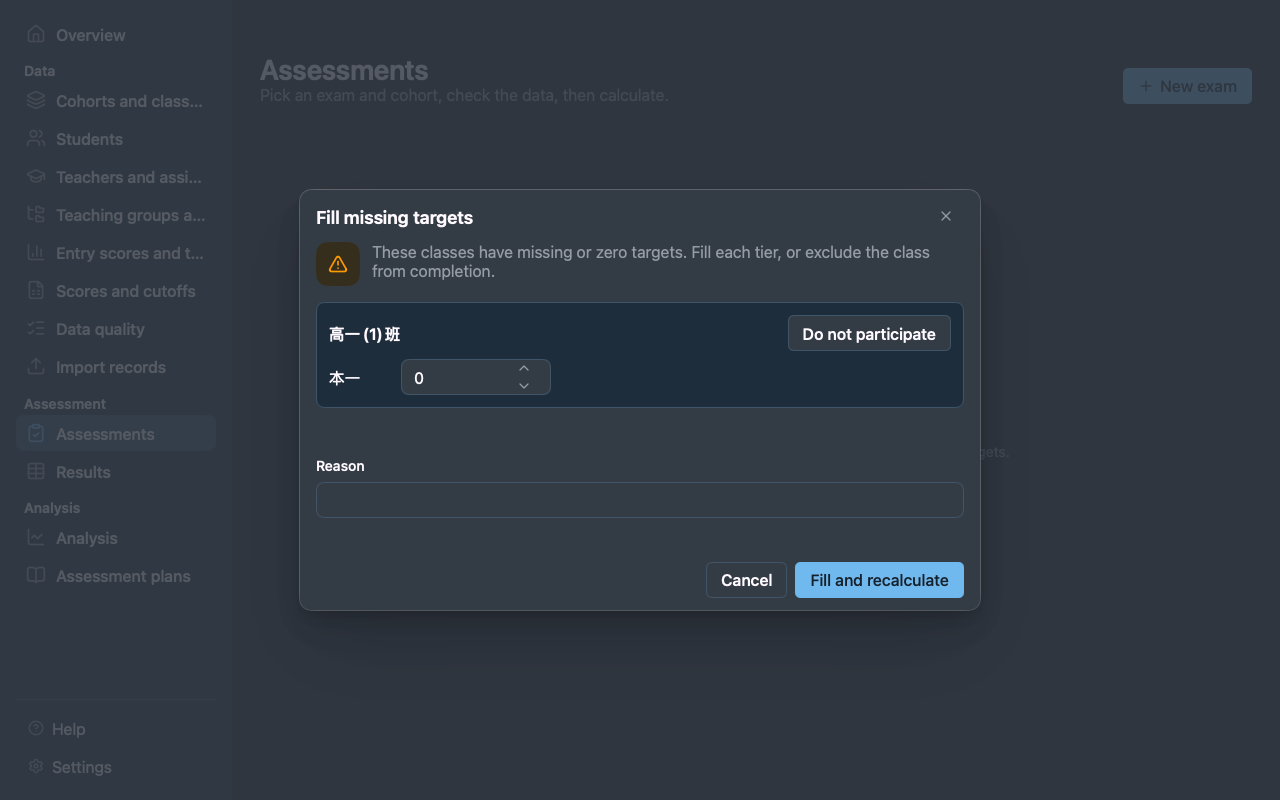 Overview
Data
Cohorts and class...
Students
Teachers and assi...
Teaching groups a...
Entry scores and t...
Scores and cutoffs
Data quality
Import records
Assessment
Assessments
Results
Analysis
Analysis
Assessment plans
Help
Settings
Assessments
Pick an exam and cohort, check the data, then calculate.
+ New exam
Fill missing targets
These classes have missing or zero targets. Fill each tier, or exclude the class
from completion.
高一 (1) 班
Do not participate
本一
0
gets.
Reason
Cancel
Fill and recalculate